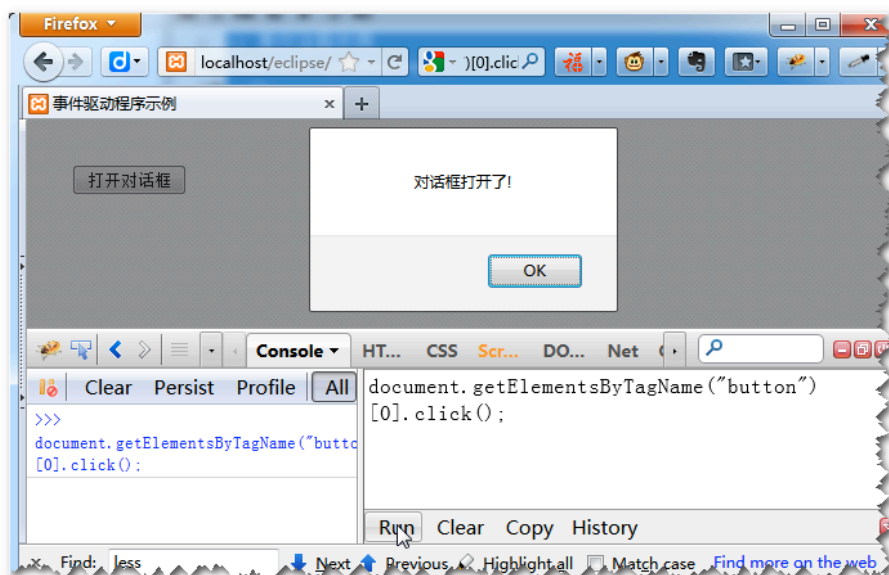 Firefox
localhost/eclipse/
)[0].clic
事件驱动程序示例
打开对话框
对话框打开了!
OK
Console
HT...
CSS
Scr...
DO...
Net
Clear
Persist
Profile
All
>>>
document.getElementsByTagName("butto
[0].click();
document.getElementsByTagName("button")
[0].click();
Run
Clear
Copy
History
Find:
less
Next
Previous
Highlight all
Match case
Find more on the web